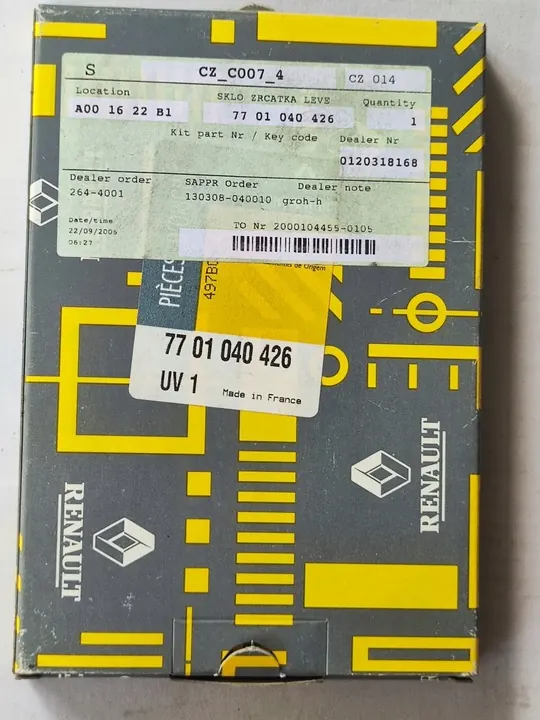 S CZ_C007_4 CZ 014
Location SKLO ZRCATKA LEVE Quantity
A00 16 22 B1 77 01 040 426 1
Kit part Nr / Key code Dealer Nr
0120318168
Dealer order SAPPR Order Dealer note
264-4001 130308-040010 groh-h
Date/time TO Nr 2000104455-0105
22/09/2005
06:27
PIÈCES
497B0
de Origem
77 01 040 426
UV 1 Made in France
RENAULT
RENAULT